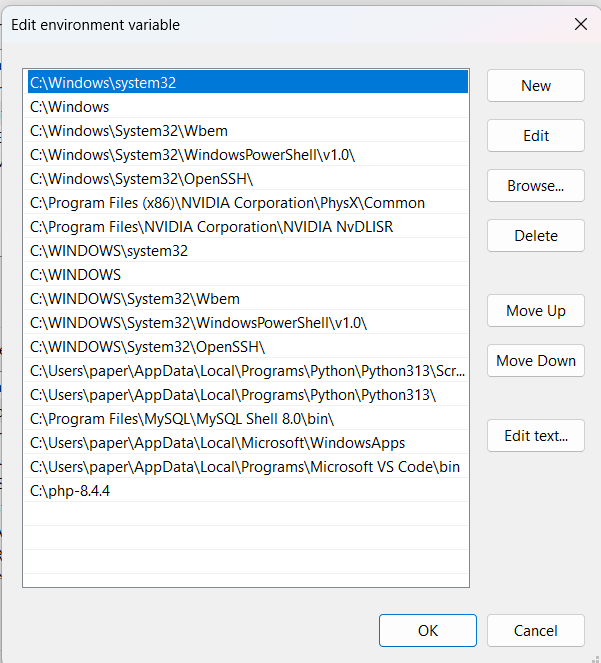 Edit environment variable
C:\Windows\system32
New
C:\Windows
C:\Windows\System32\Wbem
Edit
C:\Windows\System32\WindowsPowerShell\v1.0\
C:\Windows\System32\OpenSSH\
Browse...
C:\Program Files (x86)\NVIDIA Corporation\PhysX\Common
C:\Program Files\NVIDIA Corporation\NVIDIA NvDLISR
Delete
C:\WINDOWS\system32
C:\WINDOWS
C:\WINDOWS\System32\Wbem
Move Up
C:\WINDOWS\System32\WindowsPowerShell\v1.0\
C:\WINDOWS\System32\OpenSSH\
Move Down
C:\Users\paper\AppData\Local\Programs\Python\Python313\Scr...
C:\Users\paper\AppData\Local\Programs\Python\Python313\
C:\Program Files\MySQL\MySQL Shell 8.0\bin\
Edit text...
C:\Users\paper\AppData\Local\Microsoft\WindowsApps
C:\Users\paper\AppData\Local\Programs\Microsoft VS Code\bin
C:\php-8.4.4
OK
Cancel